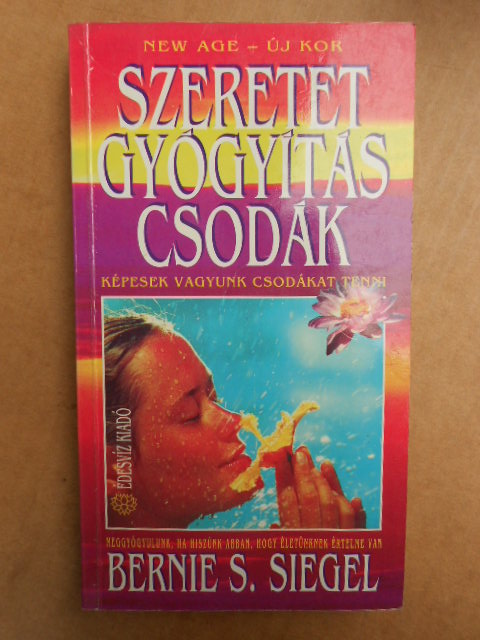 NEW AGE – ÚJ KOR
SZERETET
GYÓGYÍTÁS
CSODÁK
KÉPESEK VAGYUNK CSODÁKAT TENNI
ÉDESVÍZ KIADÓ
MEGGYÓGYULUNK, HA HISZÜNK ABBAN, HOGY ÉLETÜNKNEK ÉRTELME VAN
BERNIE S. SIEGEL